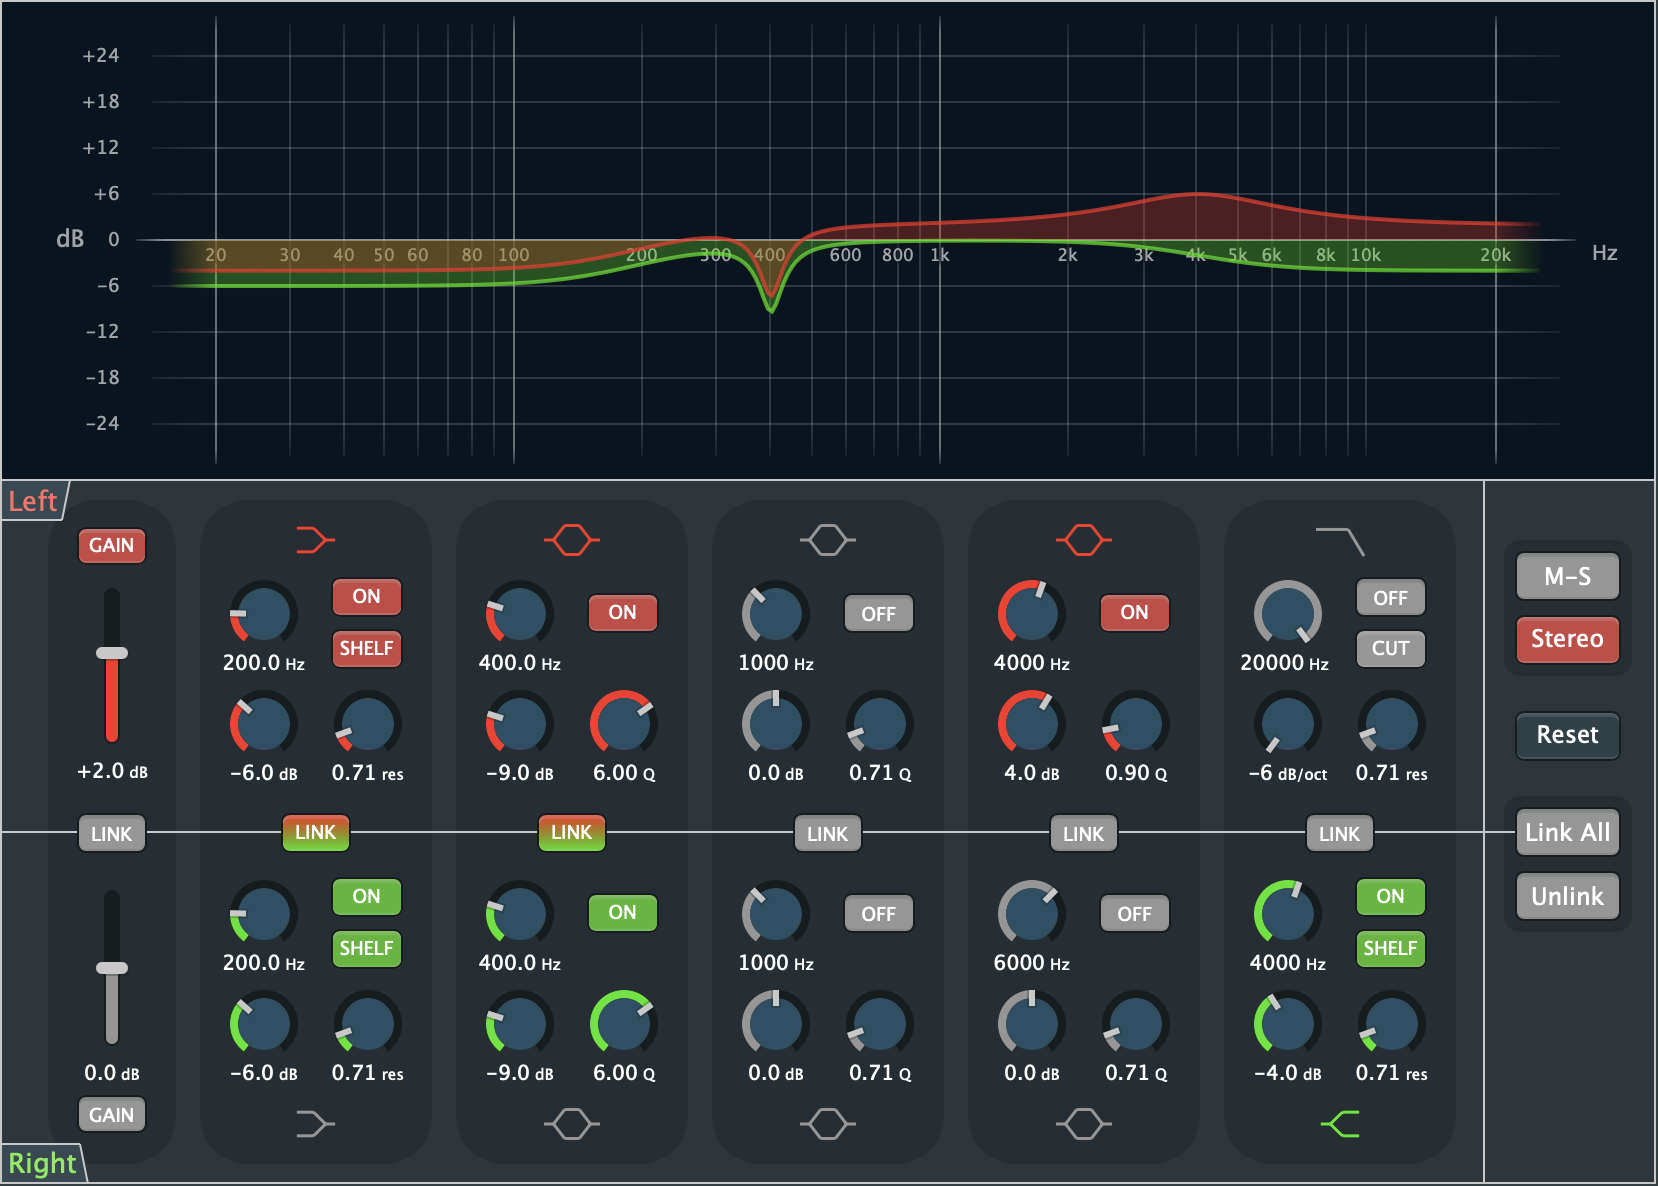 +24
+18
+12
+6
dB 0
-6
-12
-18
-24
20 30 40 50 60 80 100 200 300 400 600 800 1k 2k 3k 4k 5k 6k 8k 10k 20k Hz
Left
GAIN
ON ON OFF ON OFF
SHELF CUT
200.0 Hz 400.0 Hz 1000 Hz 4000 Hz 20000 Hz
+2.0 dB -6.0 dB 0.71 res -9.0 dB 6.00 Q 0.0 dB 0.71 Q 4.0 dB 0.90 Q -6 dB/oct 0.71 res
M-S
Stereo
Reset
LINK LINK LINK LINK LINK LINK Link All
Unlink
ON ON OFF OFF ON
SHELF SHELF
200.0 Hz 400.0 Hz 1000 Hz 6000 Hz 4000 Hz
0.0 dB -6.0 dB 0.71 res -9.0 dB 6.00 Q 0.0 dB 0.71 Q 0.0 dB 0.71 Q -4.0 dB 0.71 res
GAIN
Right